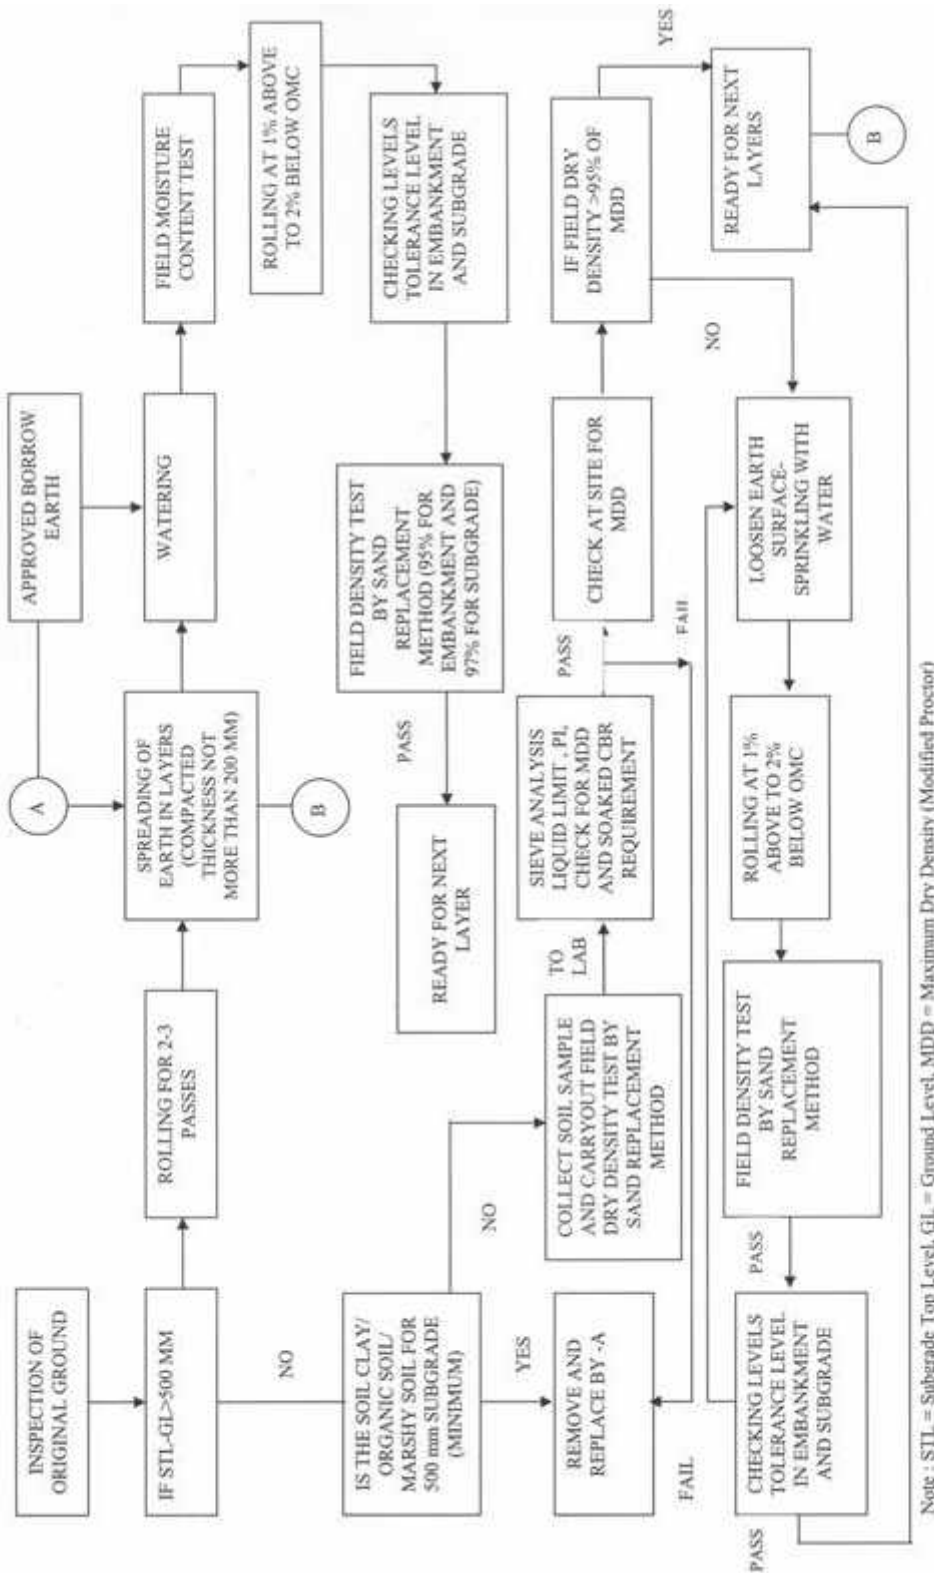 INSPECTION OF
ORIGINAL GROUND
IF STL-GL>500 MM
ROLLING FOR 2-3
PASSES
A
SPREADING OF
EARTH IN LAYERS
(COMPACTED
THICKNESS NOT
MORE THAN 200 MM)
B
APPROVED BORROW
EARTH
WATERING
FIELD MOISTURE
CONTENT TEST
ROLLING AT 1% ABOVE
TO 2% BELOW OMC
CHECKING LEVELS
TOLERANCE LEVEL
IN EMBANKMENT
AND SUBGRADE
FIELD DENSITY TEST
BY SAND
REPLACEMENT
METHOD (95% FOR
EMBANKMENT AND
97% FOR SUBGRADE)
PASS
READY FOR NEXT
LAYER
NO
IS THE SOIL CLAY/
ORGANIC SOIL/
MARSHY SOIL FOR
500 mm SUBGRADE
(MINIMUM)
YES
REMOVE AND
REPLACE BY -A
NO
COLLECT SOIL SAMPLE
AND CARRYOUT FIELD
DRY DENSITY TEST BY
SAND REPLACEMENT
METHOD
TO
LAB
SIEVE ANALYSIS
LIQUID LIMIT , PI,
CHECK FOR MDD
AND SOAKED CBR
REQUIREMENT
PASS
FAIL
CHECK AT SITE FOR
MDD
IF FIELD DRY
DENSITY >95% OF
MDD
YES
READY FOR NEXT
LAYERS
B
NO
LOOSEN EARTH
SURFACE-
SPRINKLING WITH
WATER
ROLLING AT 1%
ABOVE TO 2%
BELOW OMC
FIELD DENSITY TEST
BY SAND
REPLACEMENT
METHOD
PASS
CHECKING LEVELS
TOLERANCE LEVEL
IN EMBANKMENT
AND SUBGRADE
FAIL
PASS
Note : STL = Subgrade Top Level, GL = Ground Level, MDD = Maximum Dry Density (Modified Proctor)